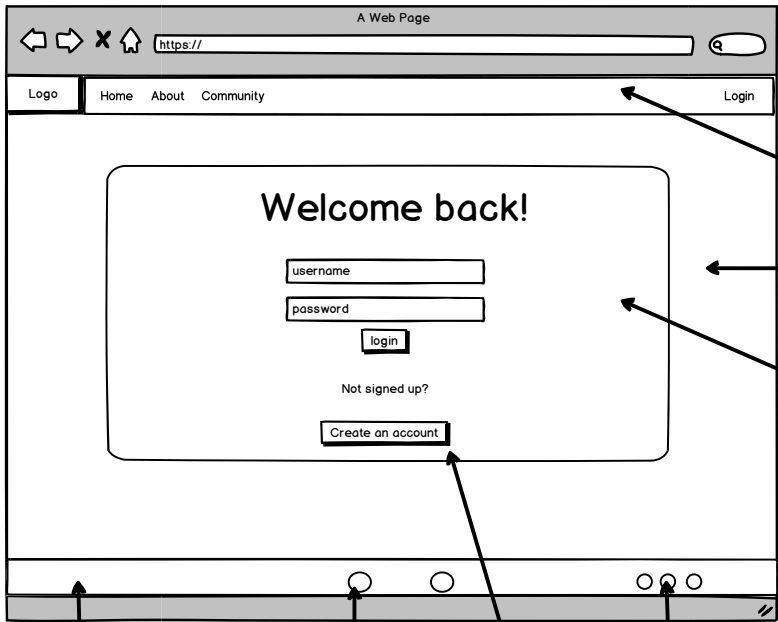 A Web Page
https://
Logo
Home About Community Login
Welcome back!
username
password
login
Not signed up?
Create an account